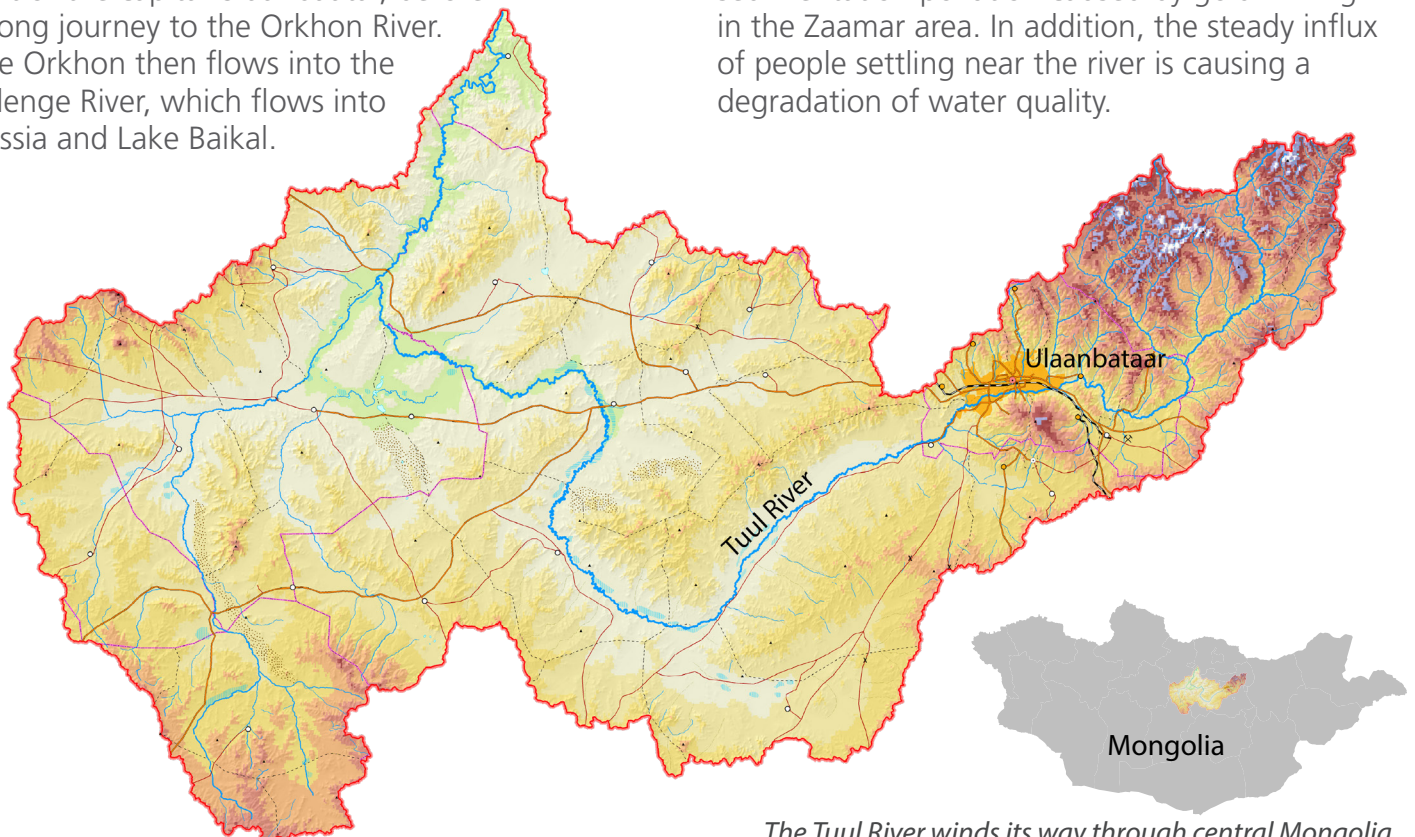 ong journey to the Orkhon River.
e Orkhon then flows into the
lenge River, which flows into
ssia and Lake Baikal.
in the Zaamar area. In addition, the steady influx
of people settling near the river is causing a
degradation of water quality.
Ulaanbataar
Tuul River
Mongolia
The Tuul River winds its way through central Mongolia